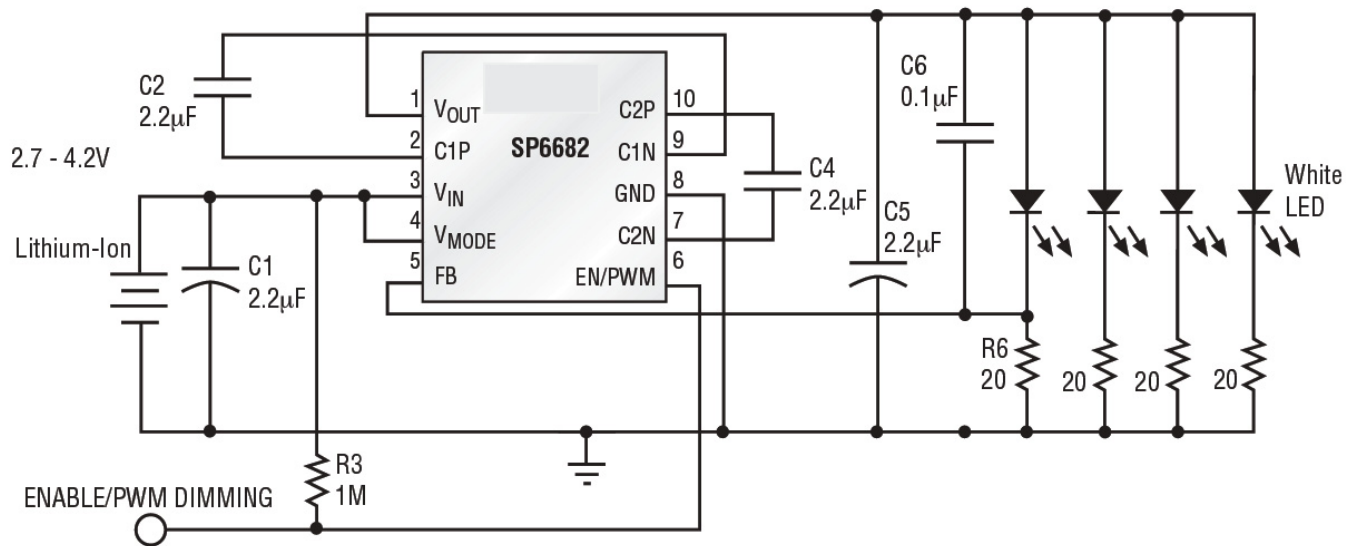 C2
2.2μF
2.7 - 4.2V
Lithium-Ion
C1
2.2μF
1
2
3
4
5
VOUT
C1P
VIN
VMODE
FB
SP6682
C2P
C1N
GND
C2N
EN/PWM
10
9
8
7
6
C4
2.2μF
C5
2.2μF
C6
0.1μF
White
LED
R6
20
20
20
20
R3
1M
ENABLE/PWM DIMMING